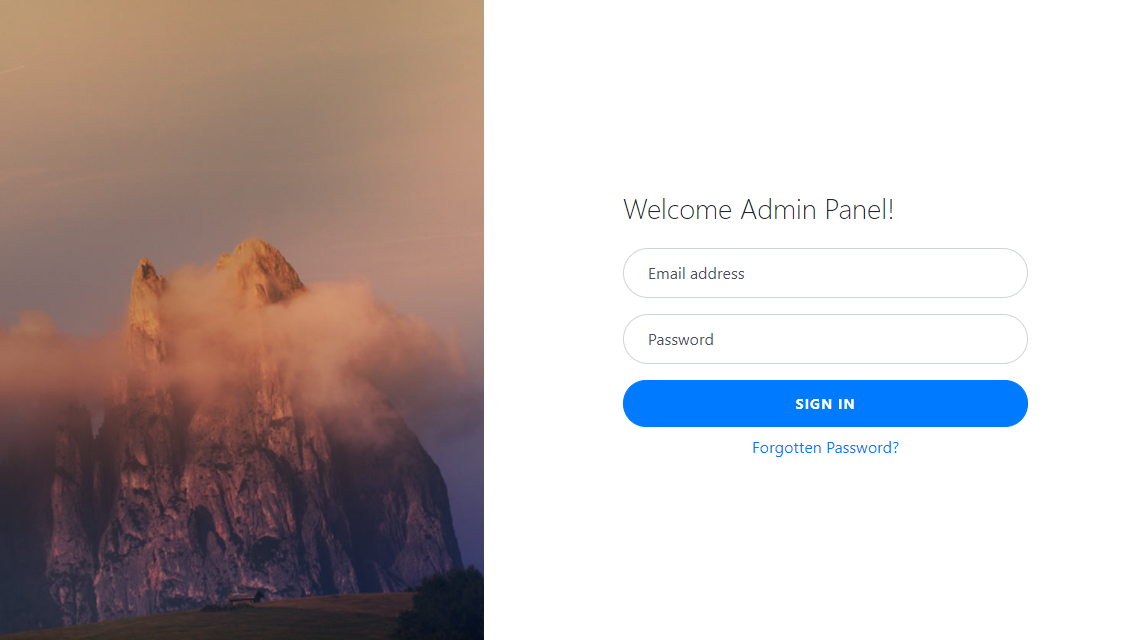 Welcome Admin Panel!
Email address
Password
SIGN IN
Forgotten Password?